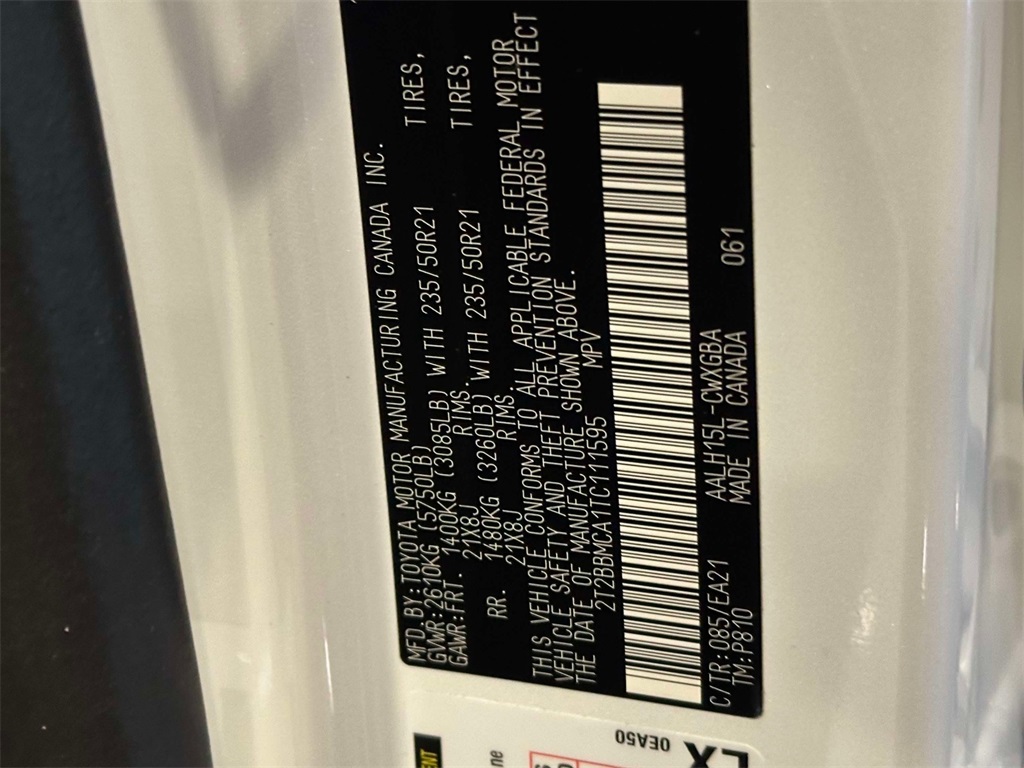 MFD.BY:TOYOTA MOTOR MANUFACTURING CANADA INC.
GVWR:2610KG (5750LB)
GAWR:FRT. 1400KG (3085LB) WITH 235/50R21 TIRES,
21X8J RIMS.
RR. 1480KG (3260LB) WITH 235/50R21 TIRES,
21X8J RIMS.
THIS VEHICLE CONFORMS TO ALL APPLICABLE FEDERAL MOTOR
VEHICLE SAFETY AND THEFT PREVENTION STANDARDS IN EFFECT
THE DATE OF MANUFACTURE SHOWN ABOVE.
2T2BBMCA1TC111595 MPV
C/TR:085/EA21 AALH15L-CWXGBA 061
TM:P810 MADE IN CANADA
0EA50